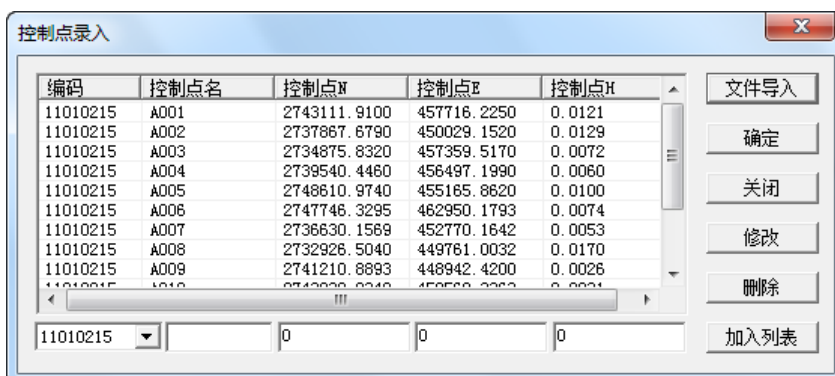 控制点录入
编码 控制点名 控制点N 控制点E 控制点H
11010215 A001 2743111.9100 457716.2250 0.0121
11010215 A002 2737867.6790 450029.1520 0.0129
11010215 A003 2734875.8320 457359.5170 0.0072
11010215 A004 2739540.4460 456497.1990 0.0060
11010215 A005 2748610.9740 455165.8620 0.0100
11010215 A006 2747746.3295 462950.1793 0.0074
11010215 A007 2736630.1569 452770.1642 0.0053
11010215 A008 2732926.5040 449761.0032 0.0170
11010215 A009 2741210.8893 448942.4200 0.0026
11010215 0 0 0
文件导入
确定
关闭
修改
删除
加入列表